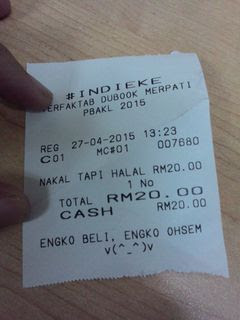 #INDIEKE
TERFAKTAB DUBOOK MERPATI
PBAKL 2015
REG 27-04-2015 13:23
C01 MC#01 007680
NAKAL TAPI HALAL RM20.00
1 No
TOTAL RM20.00
CASH RM20.00
ENGKO BELI, ENGKO OHSEM
v(^_^)v